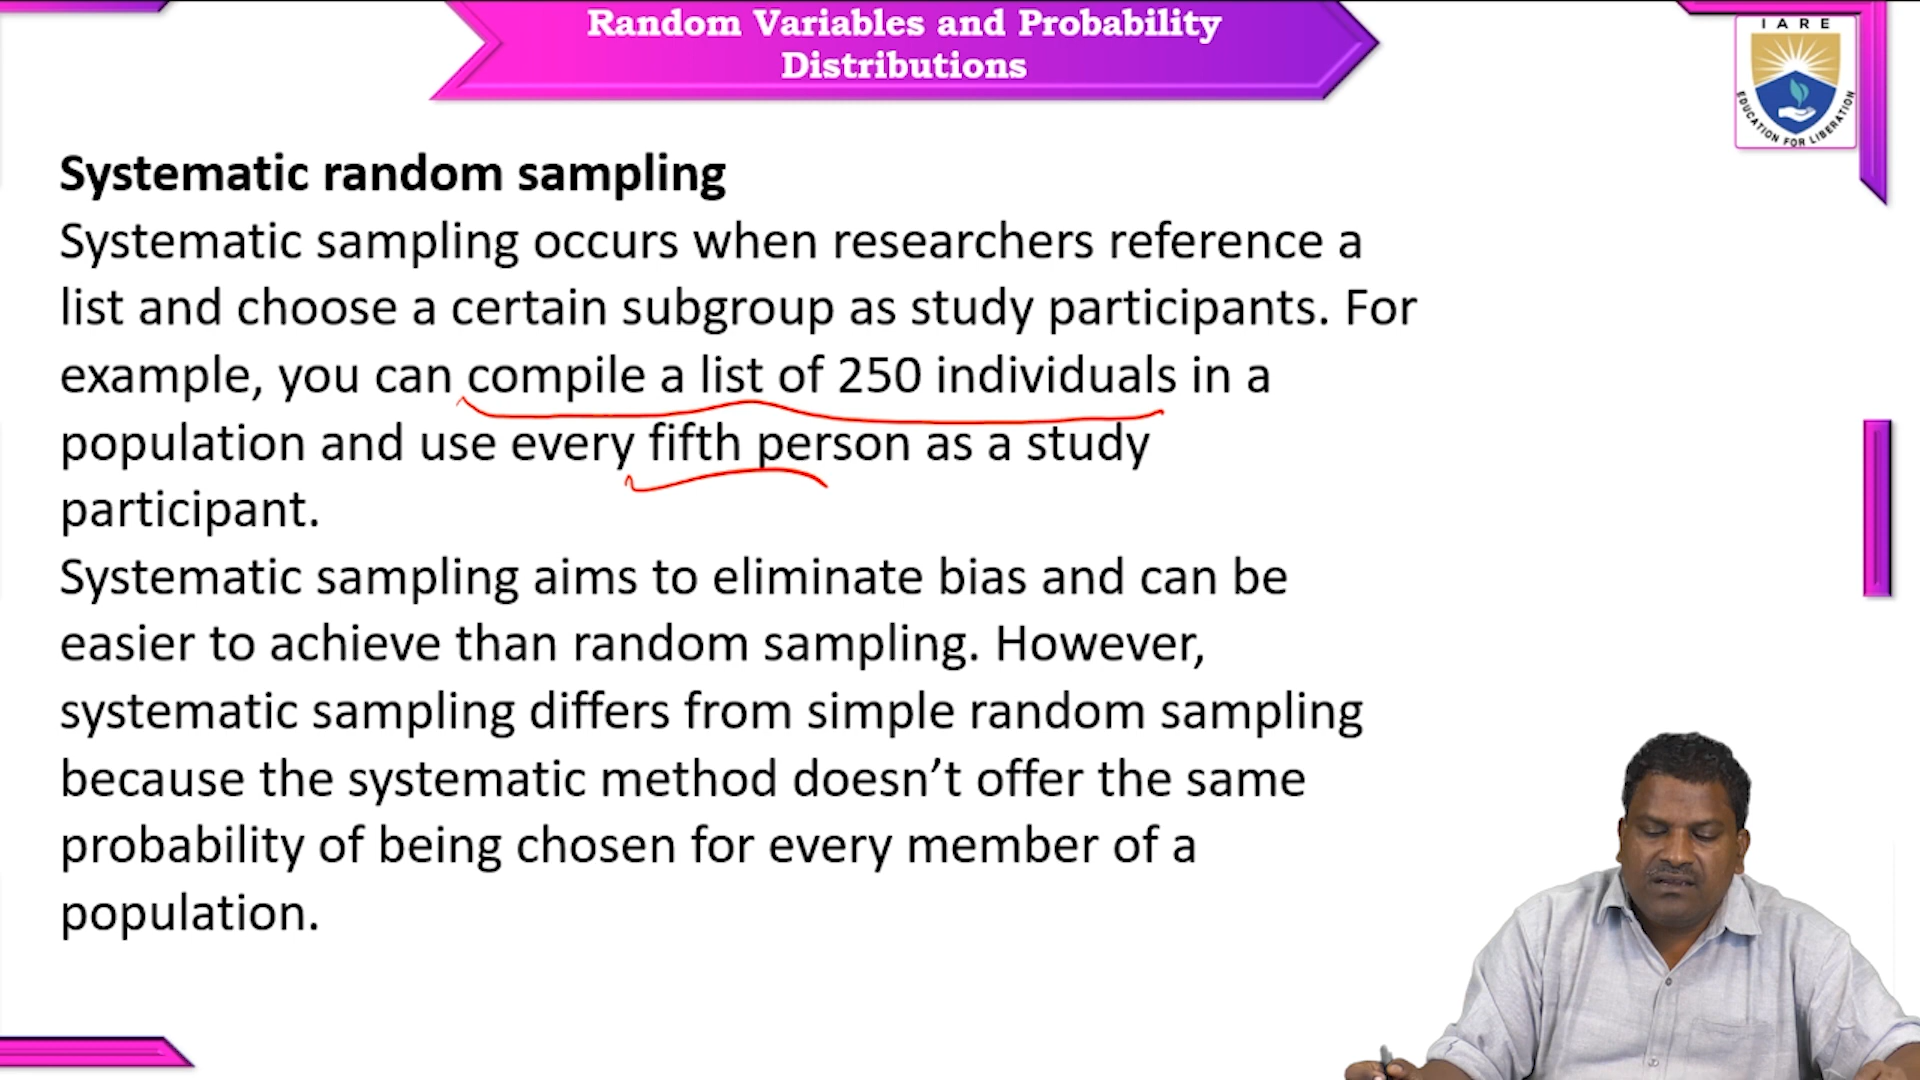 Random Variables and Probability
Distributions
IARE
EDUCATION FOR LIBERATION
Systematic random sampling
Systematic sampling occurs when researchers reference a
list and choose a certain subgroup as study participants. For
example, you can compile a list of 250 individuals in a
population and use every fifth person as a study
participant.
Systematic sampling aims to eliminate bias and can be
easier to achieve than random sampling. However,
systematic sampling differs from simple random sampling
because the systematic method doesn’t offer the same
probability of being chosen for every member of a
population.